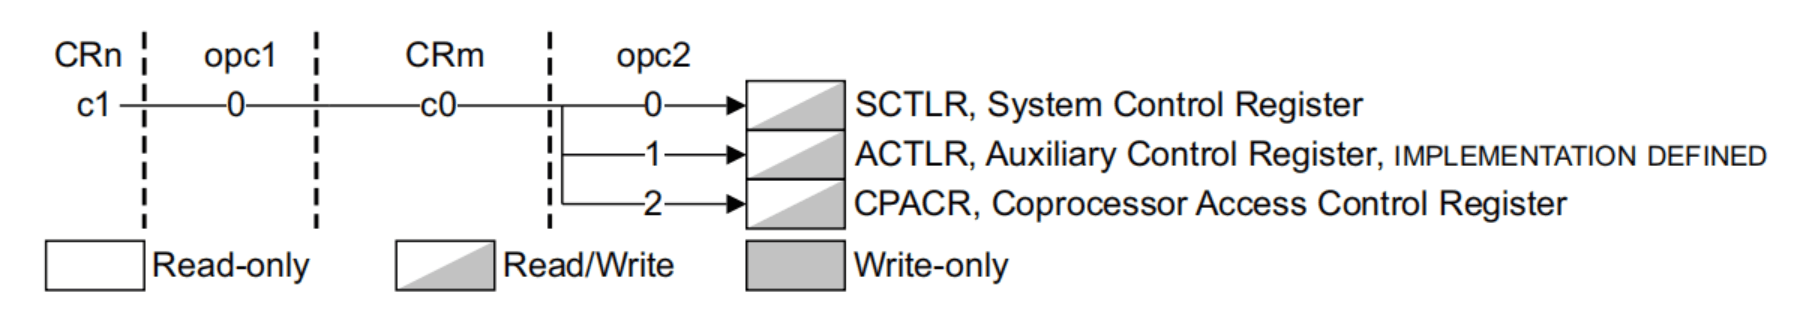 CRn opc1 CRm opc2
c1 0 c0 0 SCTLR, System Control Register
1 ACTLR, Auxiliary Control Register, IMPLEMENTATION DEFINED
2 CPACR, Coprocessor Access Control Register
Read-only Read/Write Write-only